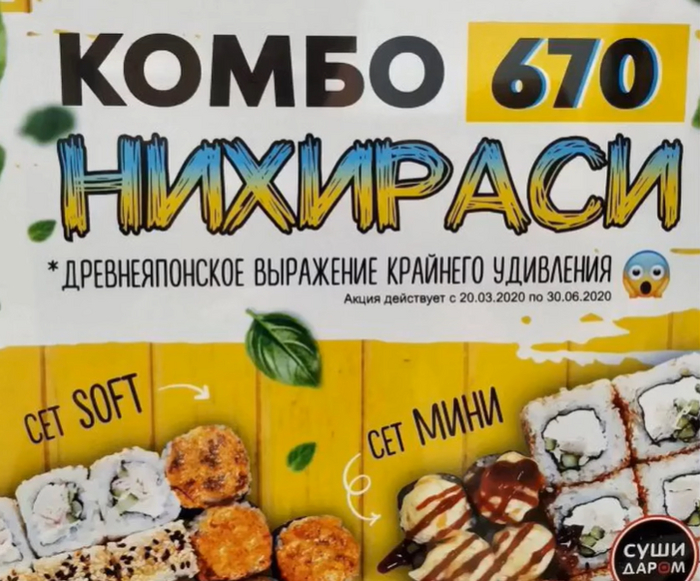 КОМБО 670
НИХИРАСИ
*ДРЕВНЕЯПОНСКОЕ ВЫРАЖЕНИЕ КРАЙНЕГО УДИВЛЕНИЯ
Акция действует с 20.03.2020 по 30.06.2020
СЕТ SOFT
СЕТ МИНИ
СУШИ
ДАРОМ